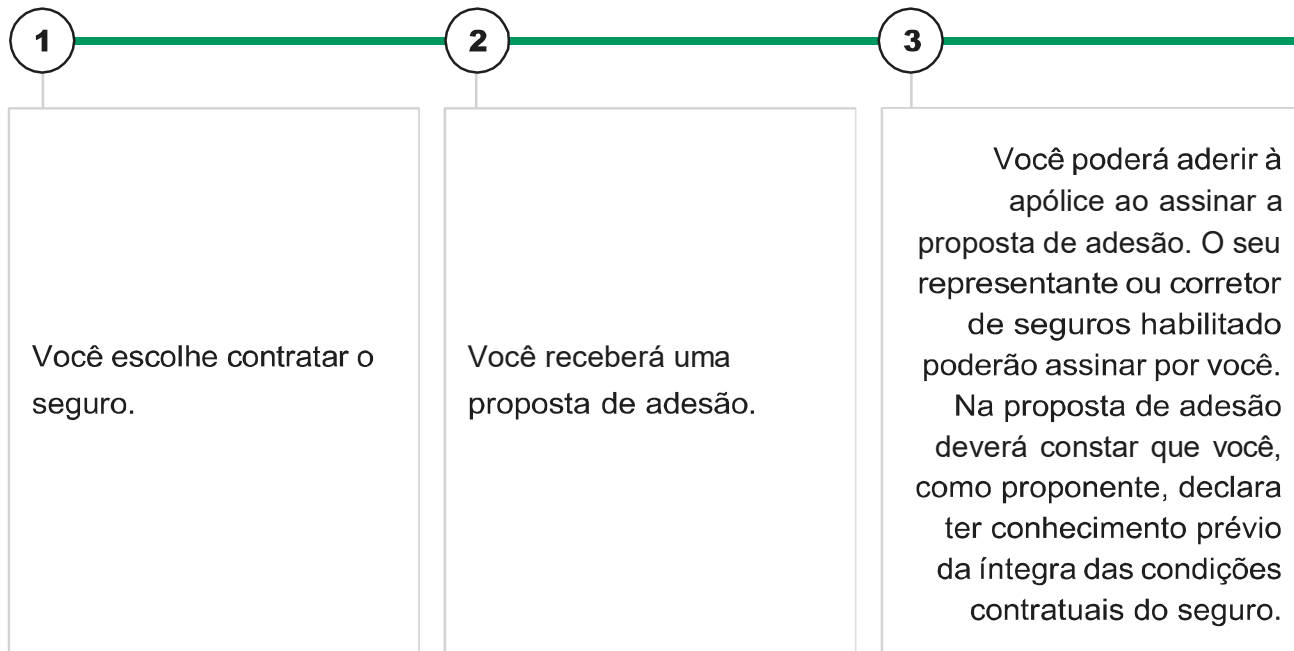 1
2
3
Você escolhe contratar o
seguro.
Você receberá uma
proposta de adesão.
Você poderá aderir à
apólice ao assinar a
proposta de adesão. O seu
representante ou corretor
de seguros habilitado
poderão assinar por você.
Na proposta de adesão
deverá constar que você,
como proponente, declara
ter conhecimento prévio
da íntegra das condições
contratuais do seguro.